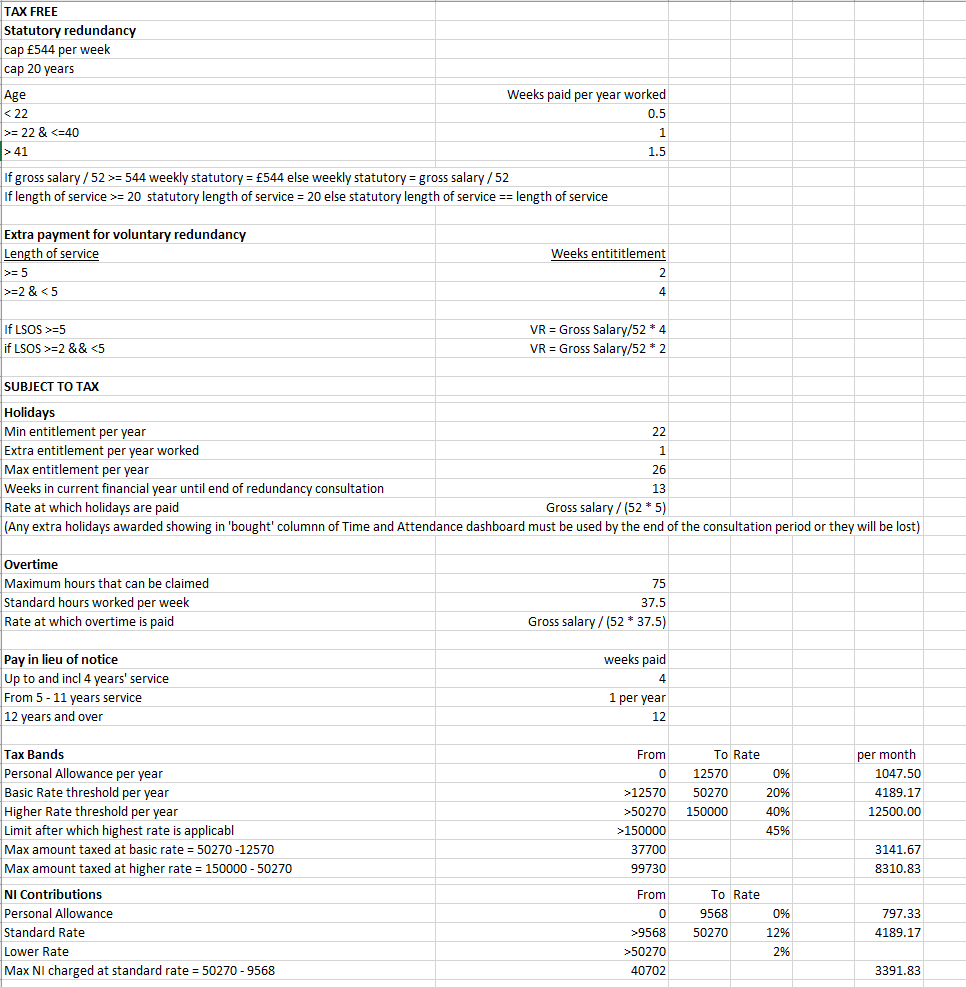 TAX FREE
Statutory redundancy
cap £544 per week
cap 20 years
Age Weeks paid per year worked
< 22 0.5
>= 22 & <=40 1
> 41 1.5
If gross salary / 52 >= 544 weekly statutory = £544 else weekly statutory = gross salary / 52
If length of service >= 20 statutory length of service = 20 else statutory length of service == length of service
Extra payment for voluntary redundancy
Length of service Weeks entititlement
>= 5 2
>=2 & < 5 4
If LSOS >=5 VR = Gross Salary/52 * 4
if LSOS >=2 && <5 VR = Gross Salary/52 * 2
SUBJECT TO TAX
Holidays
Min entitlement per year 22
Extra entitlement per year worked 1
Max entitlement per year 26
Weeks in current financial year until end of redundancy consultation 13
Rate at which holidays are paid Gross salary / (52 * 5)
(Any extra holidays awarded showing in 'bought' columnn of Time and Attendance dashboard must be used by the end of the consultation period or they will be lost)
Overtime
Maximum hours that can be claimed 75
Standard hours worked per week 37.5
Rate at which overtime is paid Gross salary / (52 * 37.5)
Pay in lieu of notice weeks paid
Up to and incl 4 years' service 4
From 5 - 11 years service 1 per year
12 years and over 12
Tax Bands From To Rate per month
Personal Allowance per year 0 12570 0% 1047.50
Basic Rate threshold per year >12570 50270 20% 4189.17
Higher Rate threshold per year >50270 150000 40% 12500.00
Limit after which highest rate is applicabl >150000 45%
Max amount taxed at basic rate = 50270 -12570 37700 3141.67
Max amount taxed at higher rate = 150000 - 50270 99730 8310.83
NI Contributions From To Rate
Personal Allowance 0 9568 0% 797.33
Standard Rate >9568 50270 12% 4189.17
Lower Rate >50270 2%
Max NI charged at standard rate = 50270 - 9568 40702 3391.83